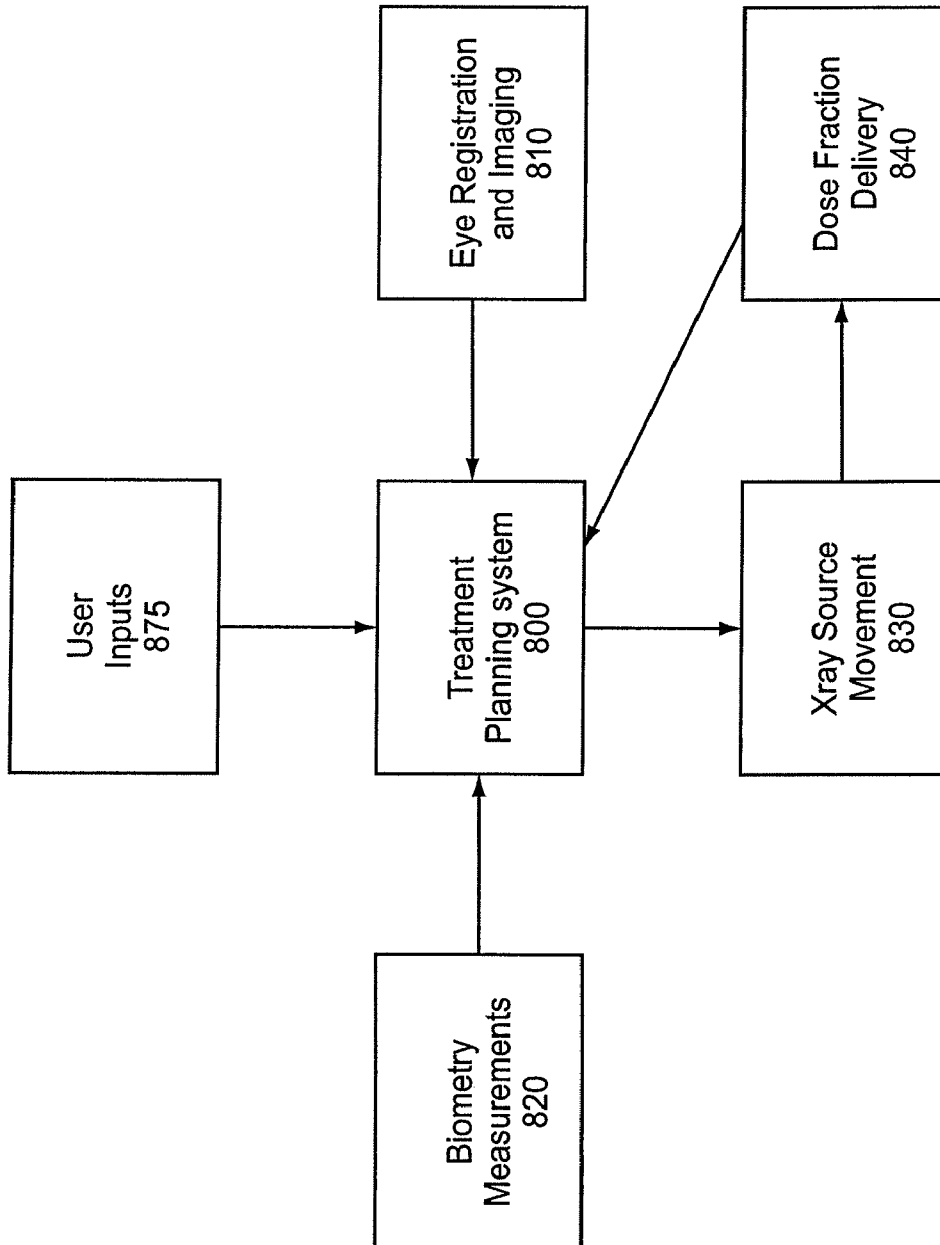 User
Inputs
875
Biometry
Measurements
820
Treatment
Planning system
800
Eye Registration
and Imaging
810
Xray Source
Movement
830
Dose Fraction
Delivery
840